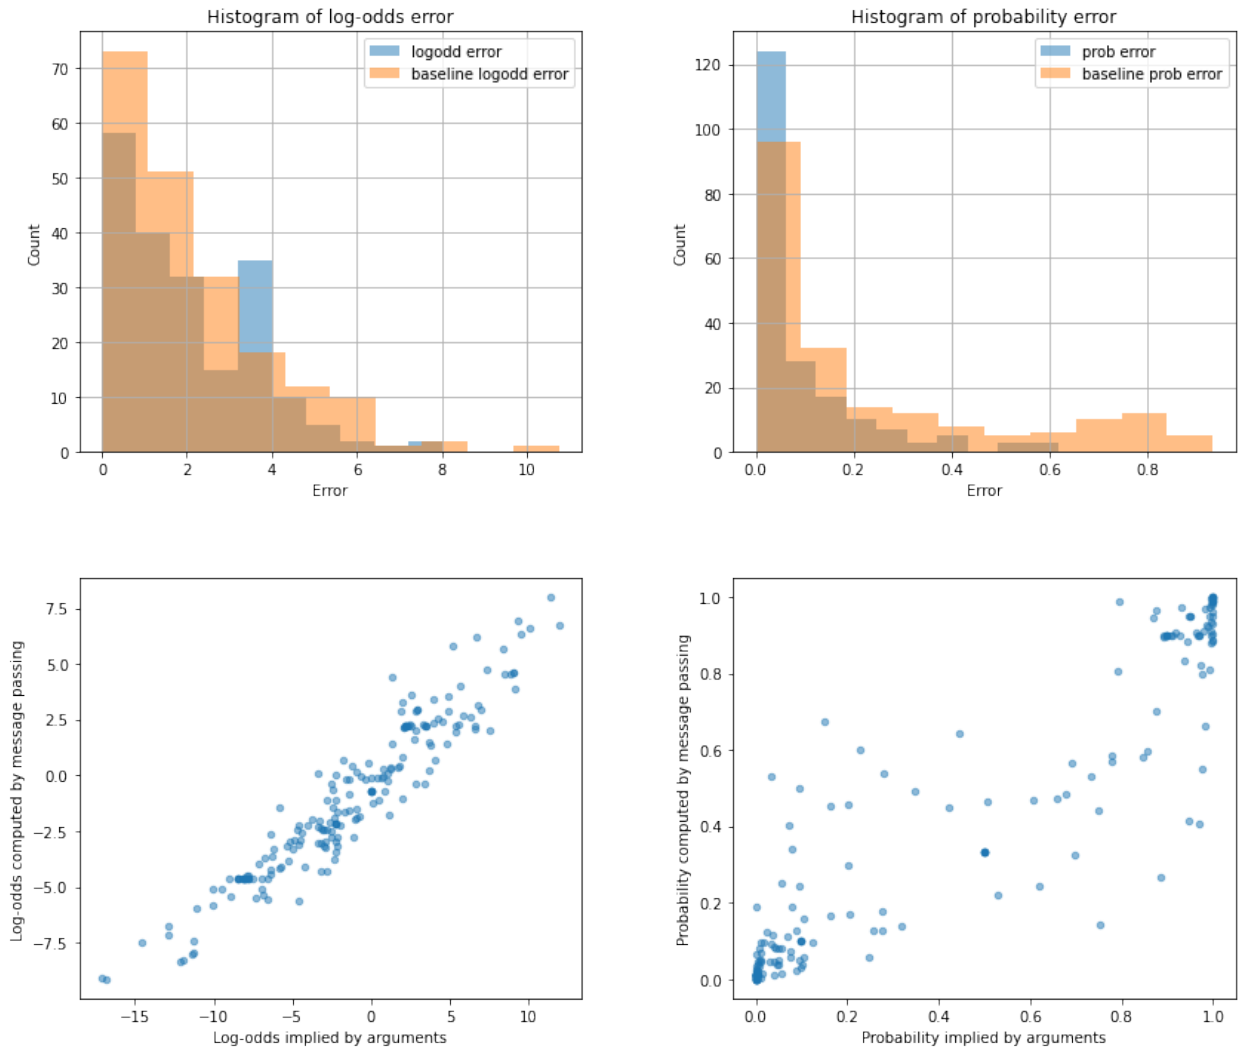 Histogram of log-odds error
logodd error
baseline logodd error
70
60
50
40
30
20
10
0
Count
0 2 4 6 8 10
Error
Histogram of probability error
prob error
baseline prob error
120
100
80
60
40
20
0
Count
0.0 0.2 0.4 0.6 0.8
Error
7.5
5.0
2.5
0.0
−2.5
−5.0
−7.5
Log-odds computed by message passing
−15 −10 −5 0 5 10
Log-odds implied by arguments
1.0
0.8
0.6
0.4
0.2
0.0
Probability computed by message passing
0.0 0.2 0.4 0.6 0.8 1.0
Probability implied by arguments